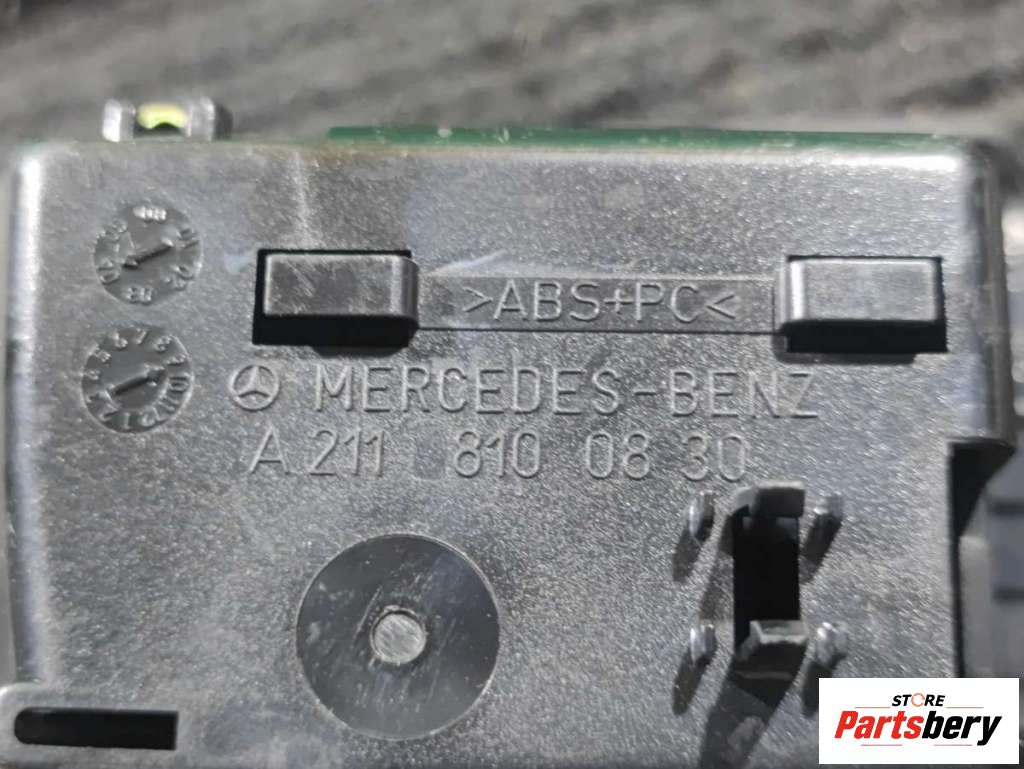 >ABS+PC<
MERCEDES-BENZ
A 211 810 08 30
STORE
Partsbery